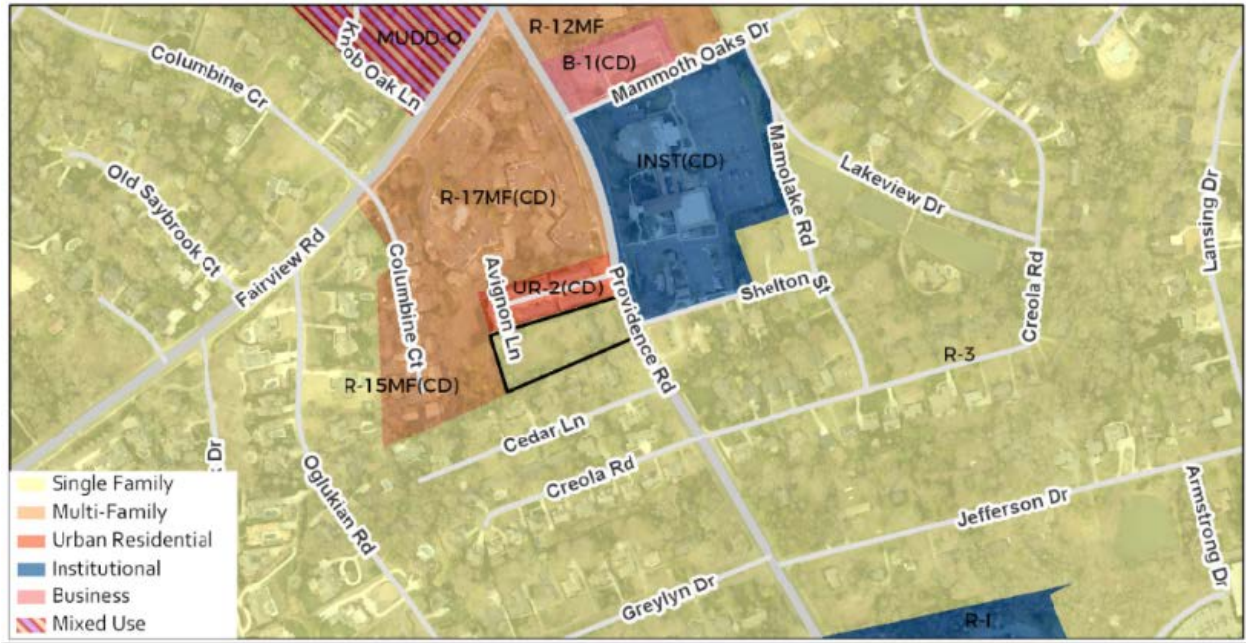 R-12MF
MUDD-O
Knob Oak Ln
B-1(CD)
Mammoth Oaks Dr
Columbine Cr
INST(CD)
Mamolake Rd
Lakeview Dr
Lansing Dr
Old Saybrook Ct
R-17MF(CD)
Fairview Rd
Columbine Ct
Avignon Ln
UR-2(CD)
Providence Rd
Shelton St
Creola Rd
R-3
R-15MF(CD)
Cedar Ln
Creola Rd
s Dr
Oglukian Rd
Jefferson Dr
Armstrong Dr
Greylyn Dr
R-I
Single Family
Multi-Family
Urban Residential
Institutional
Business
Mixed Use